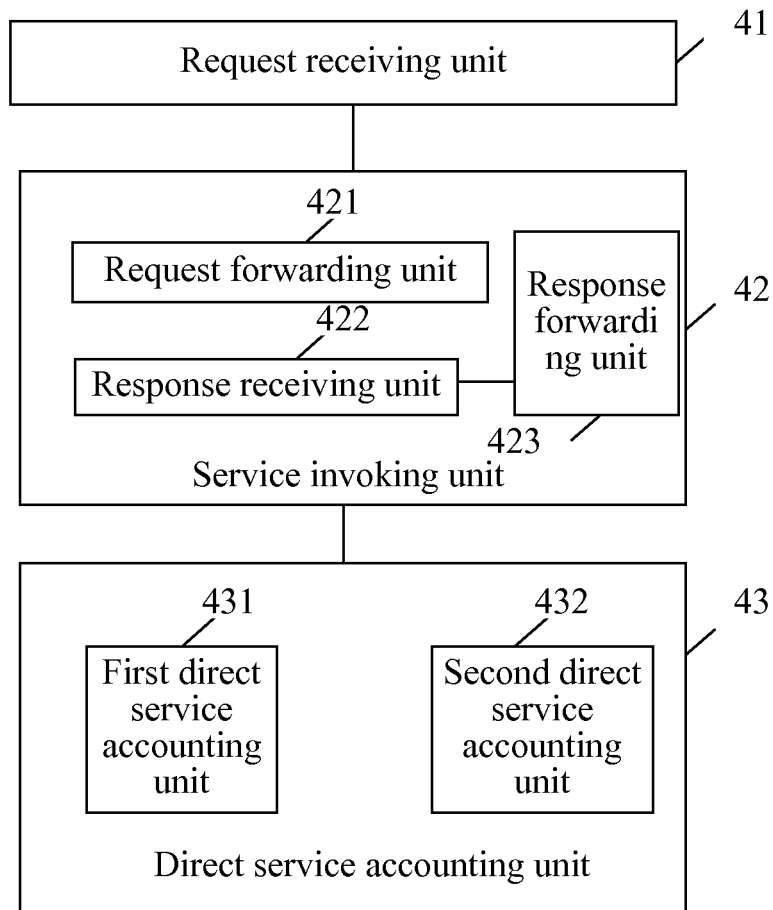 41
Request receiving unit
421
Request forwarding unit
Response
forwardi
ng unit
42
422
Response receiving unit
423
Service invoking unit
431
432
43
First direct
service
accounting
unit
Second direct
service
accounting
unit
Direct service accounting unit